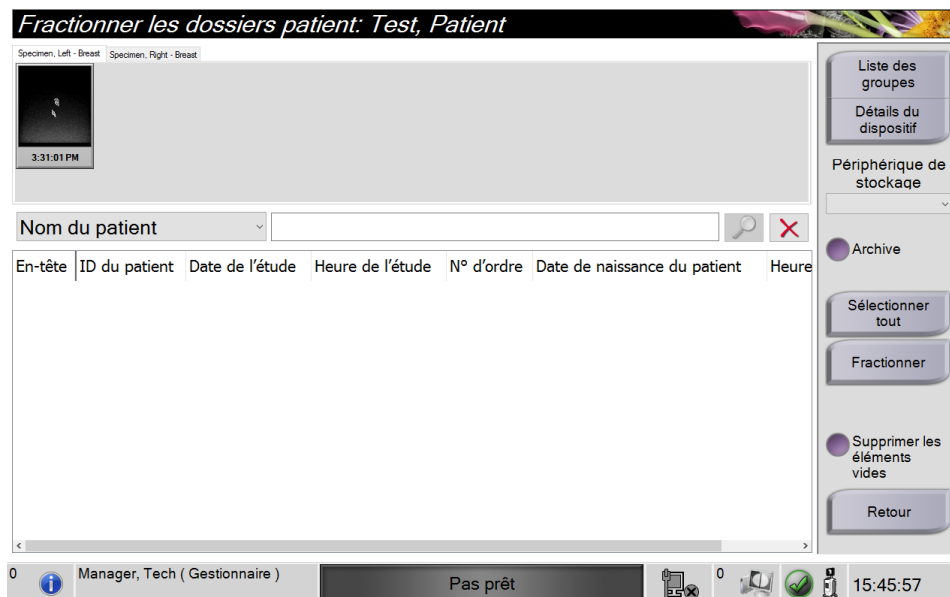 Fractionner les dossiers patient: Test, Patient
Specimen, Left - Breast Specimen, Right - Breast
3:31:01 PM
Liste des
groupes
Détails du
dispositif
Périphérique de
stockage
Archive
Nom du patient
En-tête ID du patient Date de l'étude Heure de l'étude N° d'ordre Date de naissance du patient Heure
Sélectionner
tout
Fractionner
Supprimer les
éléments
vides
Retour
0 Manager, Tech ( Gestionnaire ) Pas prêt 0 15:45:57